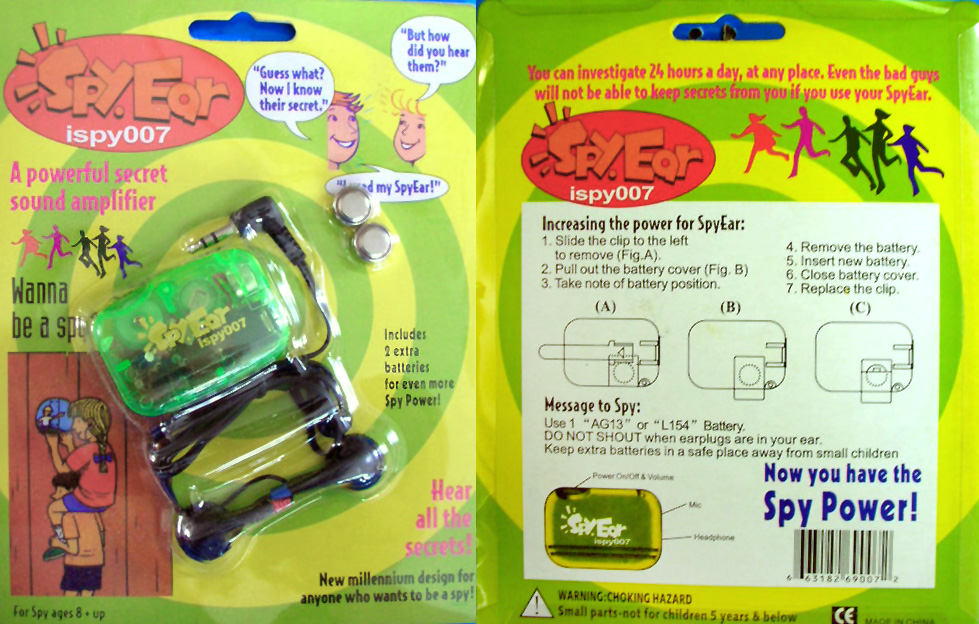 "Guess what?
Now I know
their secret."
"But how
did you hear
them?"
SPY.Ear
ispy007
my SpyEar!"
A powerful secret
sound amplifier
Wanna
be a
SpyEar
ispy007
Includes
2 extra
batteries
for even more
Spy Power!
Hear
all the
secrets!
New millennium design for
anyone who wants to be a spy!
For Spy ages 8 + up
You can investigate 24 hours a day, at any place. Even the bad guys
will not be able to keep secrets from you if you use your SpyEar.
SPY.Ear
ispy007
Increasing the power for SpyEar:
1. Slide the clip to the left
to remove (Fig.A).
2. Pull out the battery cover (Fig. B)
3. Take note of battery position.
4. Remove the battery.
5. Insert new battery.
6. Close battery cover.
7. Replace the clip.
(A) (B) (C)
Message to Spy:
Use 1 "AG13" or "L154" Battery.
DO NOT SHOUT when earplugs are in your ear.
Keep extra batteries in a safe place away from small children
Power On/Off & Volume
Mic
Headphone
SpyEar
ispy007
Now you have the
Spy Power!
6 63182 69007 2
WARNING:CHOKING HAZARD
Small parts-not for children 5 years & below
CE
MADE IN CHINA